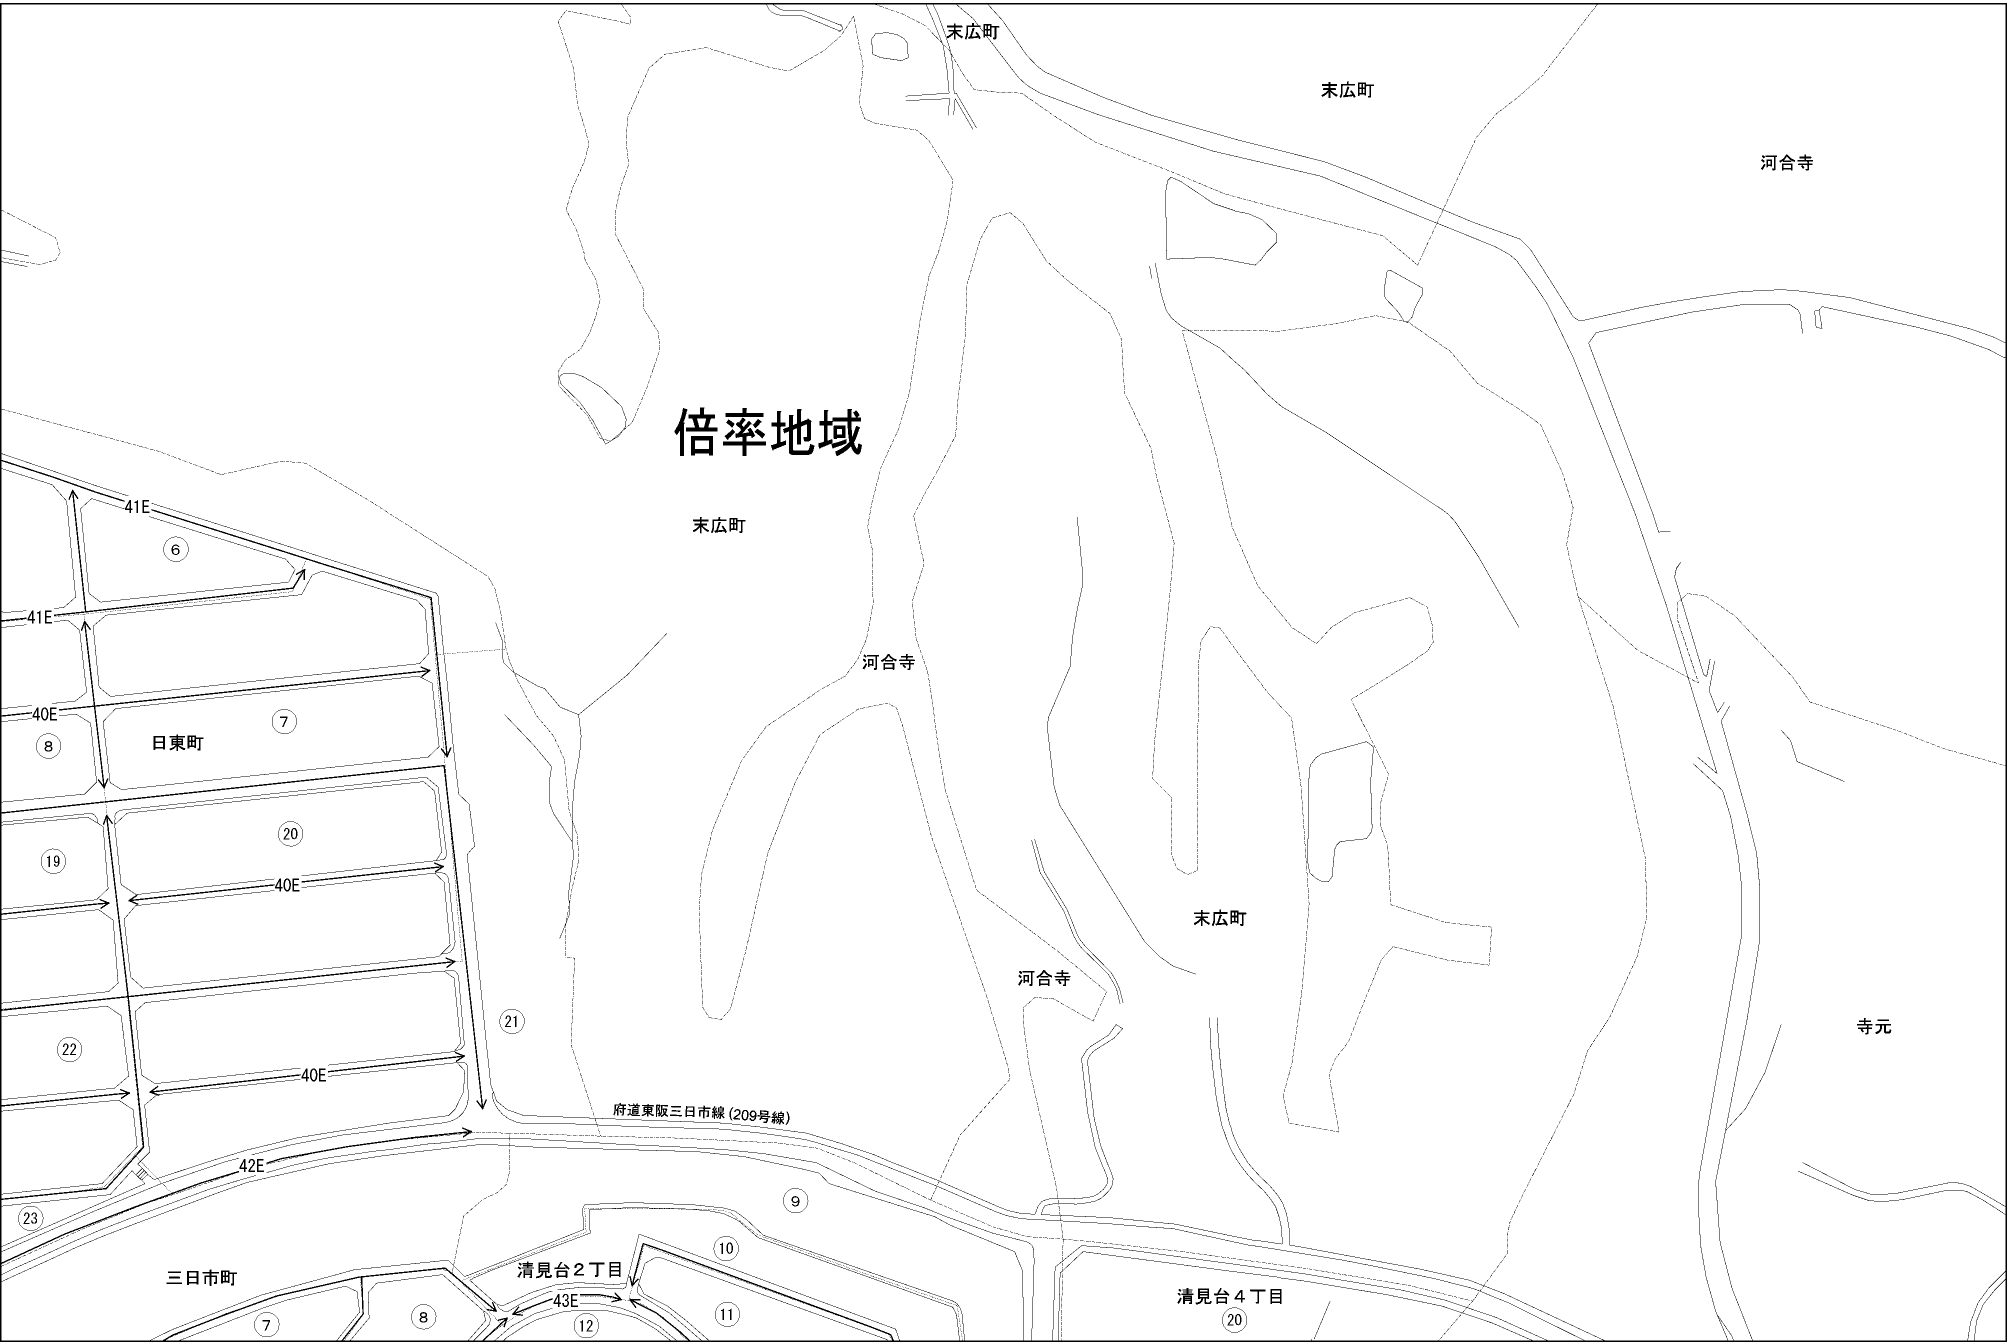 末広町
末広町
河合寺
倍率地域
41E
末広町
⑥
41E
河合寺
40E
⑦
⑧
日東町
⑳
⑲
40E
末広町
河合寺
㉑
寺元
㉒
40E
府道東阪三日市線(209号線)
42E
⑨
㉓
⑩
三日市町
清見台2丁目
清見台4丁目
43E
⑪
⑧
⑦
⑫
⑳